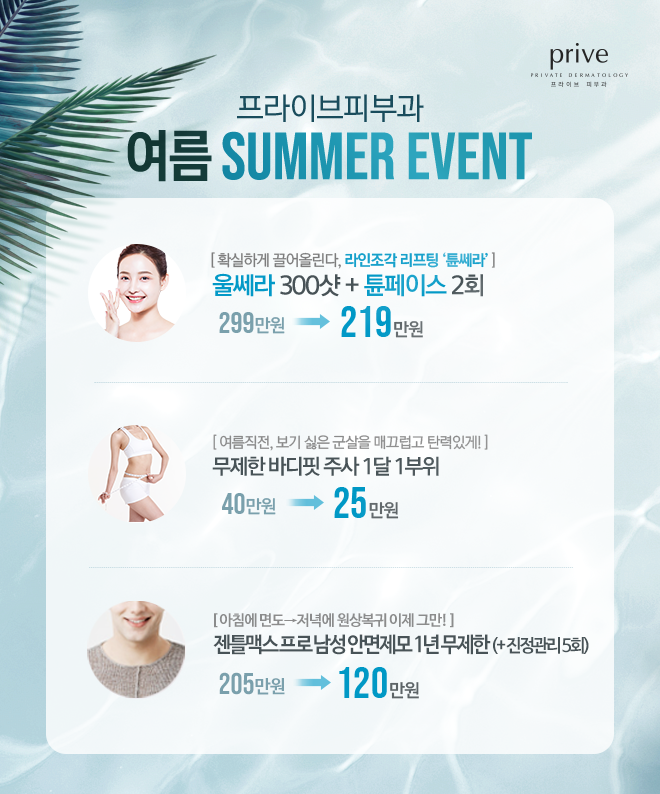 prive
PRIVATE DERMATOLOGY
프라이브 피부과
프라이브피부과
여름 SUMMER EVENT
[ 확실하게 끌어올린다, 라인조각 리프팅 '튠쎄라' ]
울쎄라 300샷 + 튠페이스 2회
299만원 → 219만원
[ 여름직전, 보기 싫은 군살을 매끄럽고 탄력있게! ]
무제한 바디핏 주사 1달 1부위
40만원 → 25만원
[ 아침에 면도→저녁에 원상복귀 이제 그만! ]
젠틀맥스 프로 남성 안면제모 1년 무제한 (+ 진정관리 5회)
205만원 → 120만원